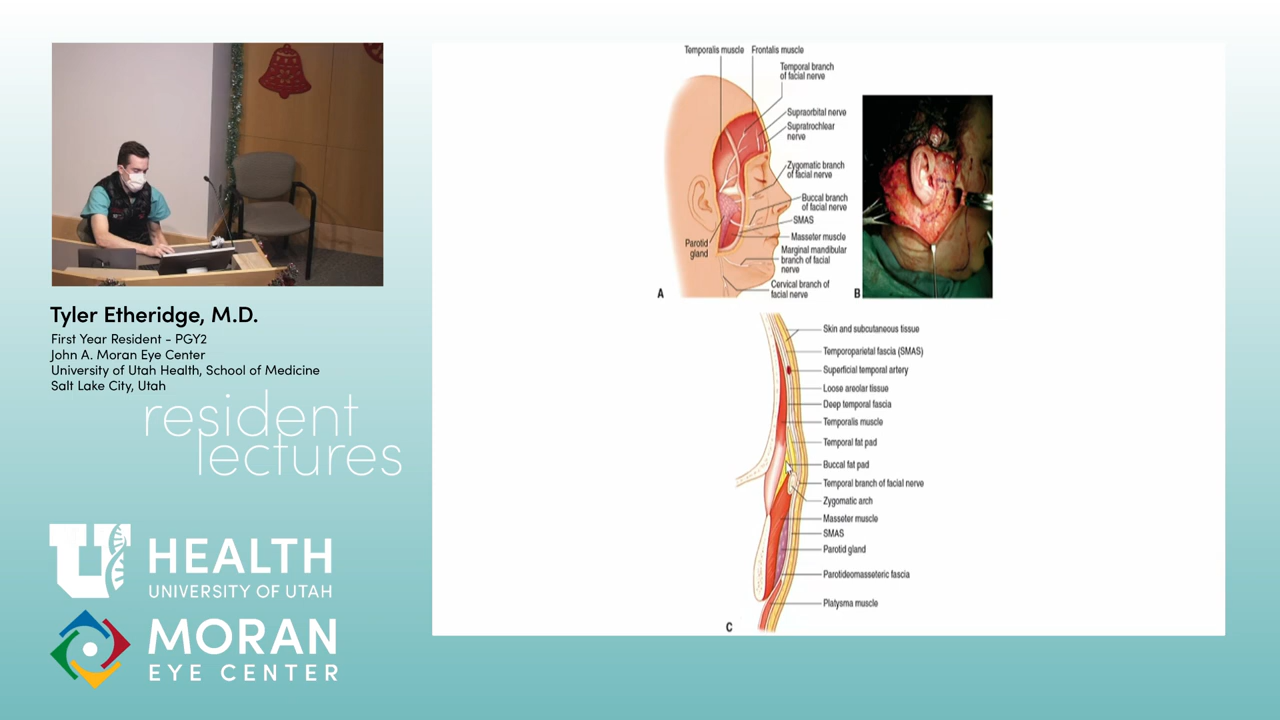 Tyler Etheridge, M.D.
First Year Resident - PGY2
John A. Moran Eye Center
University of Utah Health, School of Medicine
Salt Lake City, Utah
resident
lectures
U HEALTH
UNIVERSITY OF UTAH
MORAN
EYE CENTER
Temporalis muscle
Frontalis muscle
Temporal branch
of facial nerve
Supraorbital nerve
Supratrochlear
nerve
Zygomatic branch
of facial nerve
Buccal branch
of facial nerve
SMAS
Masseter muscle
Parotid
gland
Marginal mandibular
branch of facial
nerve
Cervical branch of
facial nerve
A
B
Skin and subcutaneous tissue
Temporoparietal fascia (SMAS)
Superficial temporal artery
Loose areolar tissue
Deep temporal fascia
Temporalis muscle
Temporal fat pad
Buccal fat pad
Temporal branch of facial nerve
Zygomatic arch
Masseter muscle
SMAS
Parotid gland
Parotideomasseteric fascia
Platysma muscle
C